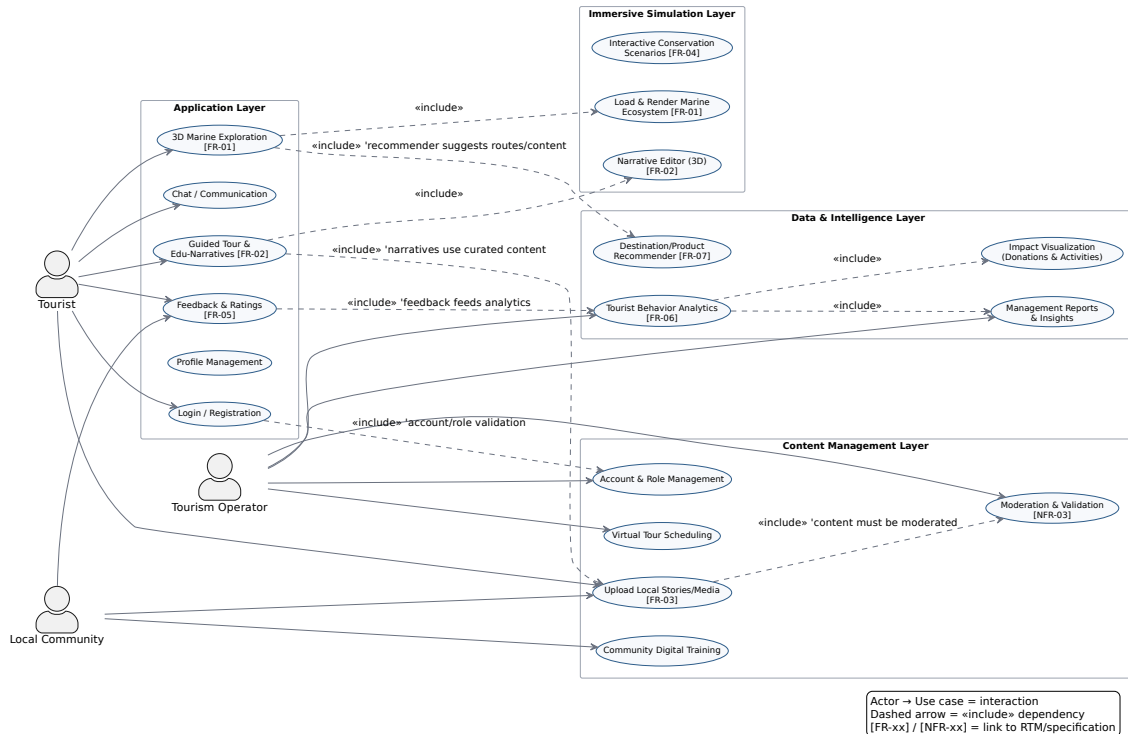 Immersive Simulation Layer
Interactive Conservation
Scenarios [FR-04]
Load & Render Marine
Ecosystem [FR-01]
Narrative Editor (3D)
[FR-02]
Application Layer
3D Marine Exploration
[FR-01]
Chat / Communication
Guided Tour &
Edu-Narratives [FR-02]
Feedback & Ratings
[FR-05]
Profile Management
Login / Registration
«include»
«include» 'recommender suggests routes/content
«include»
«include» 'narratives use curated content
«include» 'feedback feeds analytics
«include» 'account/role validation
Data & Intelligence Layer
Destination/Product
Recommender [FR-07]
Tourist Behavior Analytics
[FR-06]
«include»
«include»
Impact Visualization
(Donations & Activities)
Management Reports
& Insights
Tourist
Tourism Operator
Local Community
Content Management Layer
Account & Role Management
Virtual Tour Scheduling
Upload Local Stories/Media
[FR-03]
Community Digital Training
«include» 'content must be moderated
Moderation & Validation
[NFR-03]
Actor → Use case = interaction
Dashed arrow = «include» dependency
[FR-xx] / [NFR-xx] = link to RTM/specification